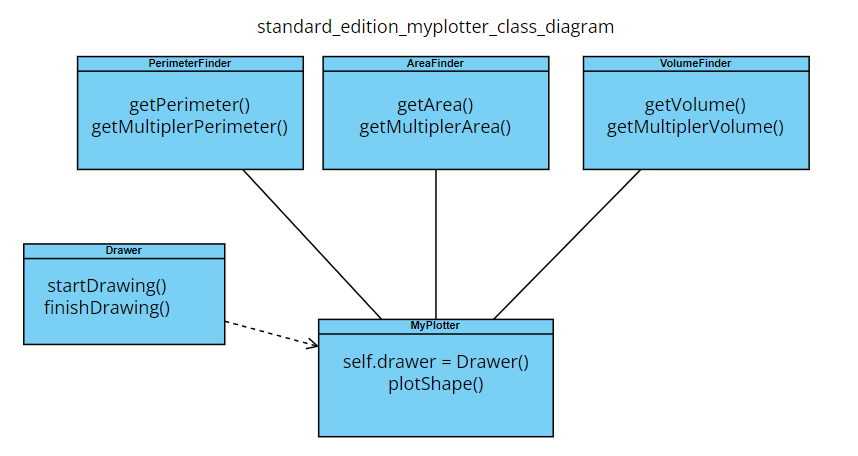 standard_edition_myplotter_class_diagram
PerimeterFinder
getPerimeter()
getMultiplerPerimeter()
AreaFinder
getArea()
getMultiplerArea()
VolumeFinder
getVolume()
getMultiplerVolume()
Drawer
startDrawing()
finishDrawing()
MyPlotter
self.drawer = Drawer()
plotShape()